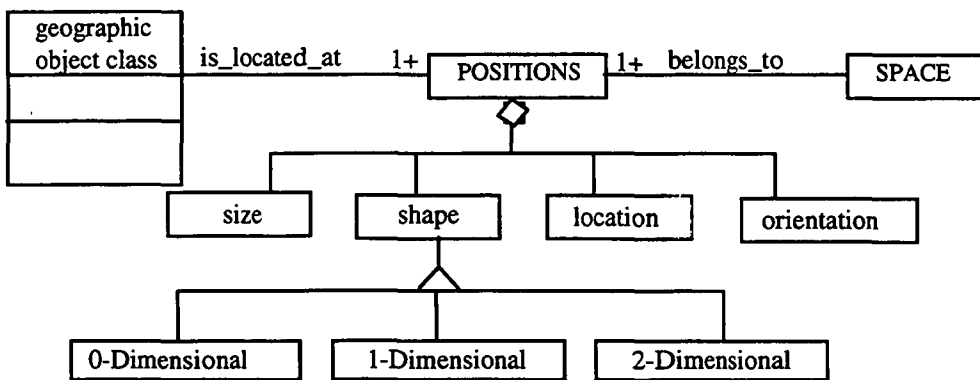 geographic
object class
is_located_at
1+
POSITIONS
1+
belongs_to
SPACE
size
shape
location
orientation
0-Dimensional
1-Dimensional
2-Dimensional